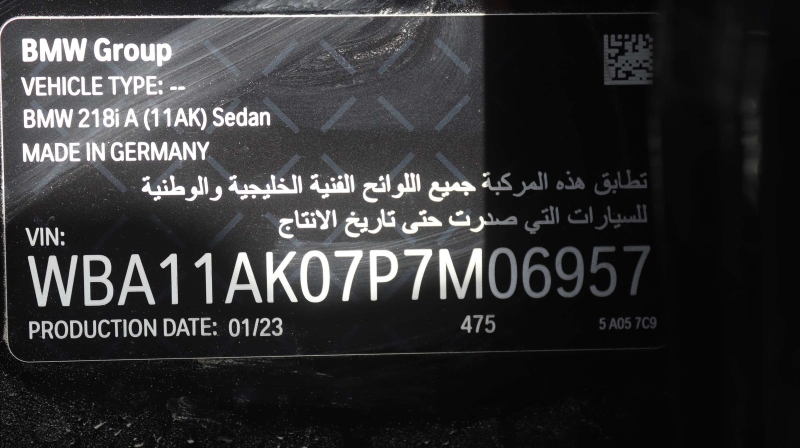 BMW Group
VEHICLE TYPE: --
BMW 218i A (11AK) Sedan
MADE IN GERMANY
تطابق هذه المركبة جميع اللوائح الفنية الخليجية والوطنية
للسيارات التي صدرت حتى تاريخ الانتاج
VIN:
WBA11AK07P7M06957
PRODUCTION DATE: 01/23 475 5 A05 7C9